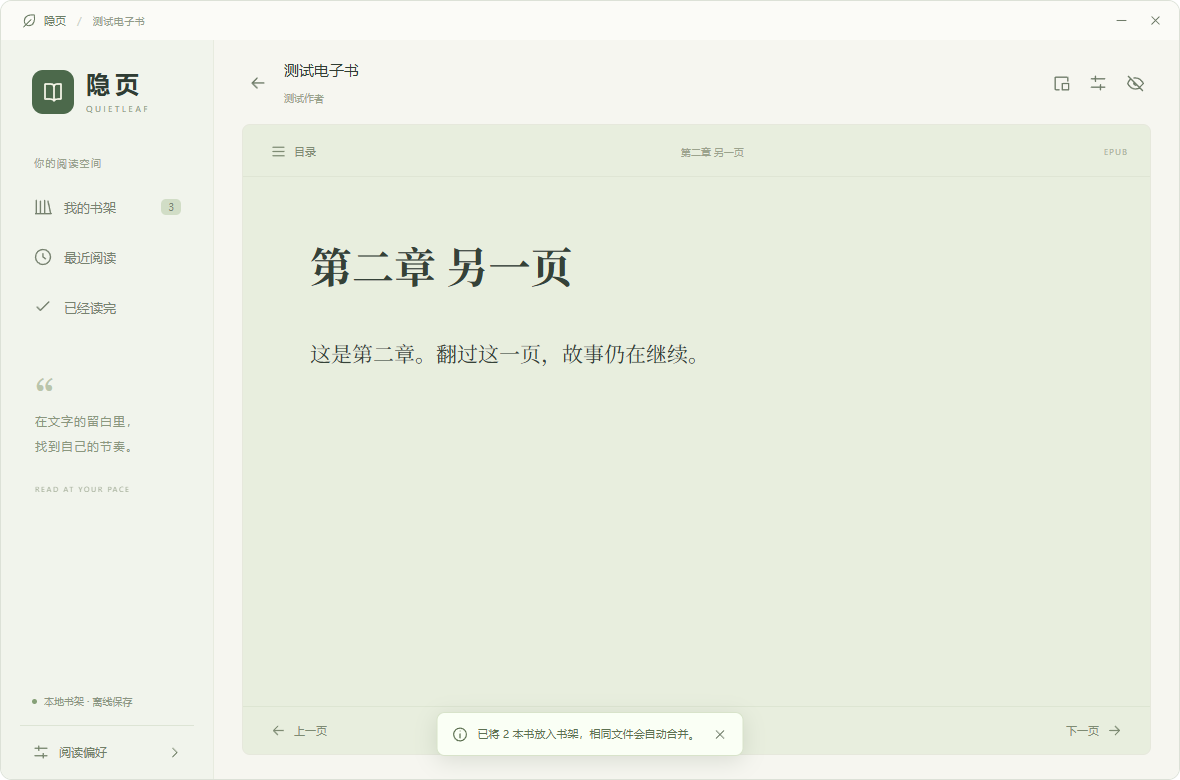 隐页 / 测试电子书
隐页
QUIETLEAF
你的阅读空间
我的书架 3
最近阅读
已经读完
“
在文字的留白里，
找到自己的节奏。
READ AT YOUR PACE
本地书架 · 离线保存
阅读偏好
测试电子书
测试作者
目录 第二章 另一页 EPUB
第二章 另一页
这是第二章。翻过这一页，故事仍在继续。
上一页 下一页
已将 2 本书放入书架，相同文件会自动合并。